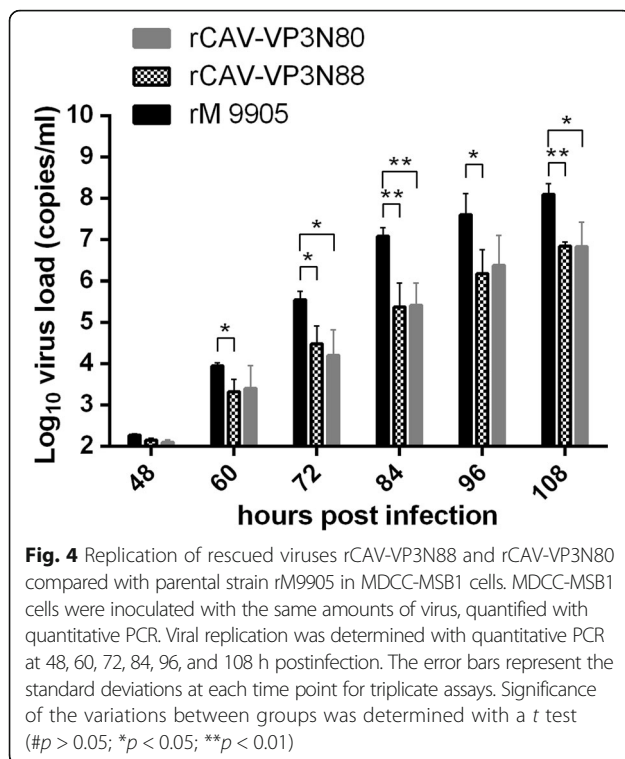 rCAV-VP3N80
rCAV-VP3N88
rM 9905
Log10 virus load (copies/ml)
10
9
8
7
6
5
4
3
2
*
*
*
**
**
*
**
*
48
60
72
84
96
108
hours post infection
Fig. 4 Replication of rescued viruses rCAV-VP3N88 and rCAV-VP3N80
compared with parental strain rM9905 in MDCC-MSB1 cells. MDCC-MSB1
cells were inoculated with the same amounts of virus, quantified with
quantitative PCR. Viral replication was determined with quantitative PCR
at 48, 60, 72, 84, 96, and 108 h postinfection. The error bars represent the
standard deviations at each time point for triplicate assays. Significance
of the variations between groups was determined with a t test
(#p > 0.05; *p < 0.05; **p < 0.01)